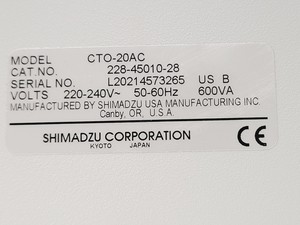 MODEL CTO-20AC
CAT.NO. 228-45010-28
SERIAL NO. L20214573265 US B
VOLTS 220-240V~ 50-60Hz 600VA
MANUFACTURED BY SHIMADZU USA MANUFACTURING INC.
Canby, OR, U.S.A.
SHIMADZU CORPORATION
KYOTO JAPAN
CE